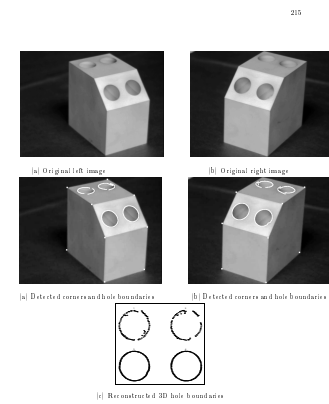 215
(a) Original left image
(b) Original right image
(a) Detected corners and hole boundaries
(b) Detected corners and hole boundaries
(c) Reconstructed 3D hole boundaries